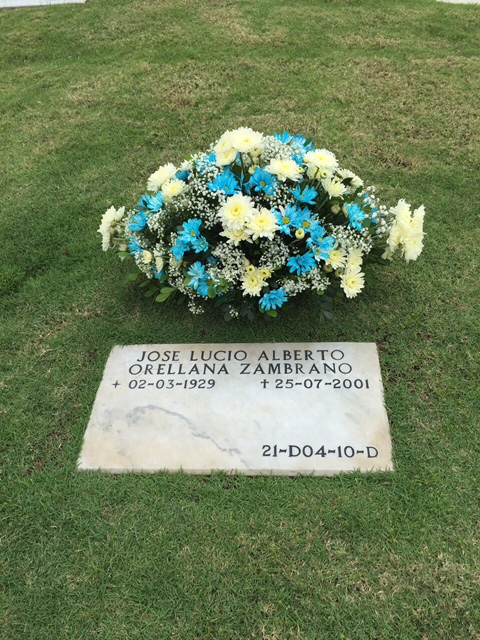 JOSE LUCIO ALBERTO
ORELLANA ZAMBRANO
+ 02-03-1929 † 25-07-2001
21-D04-10-D